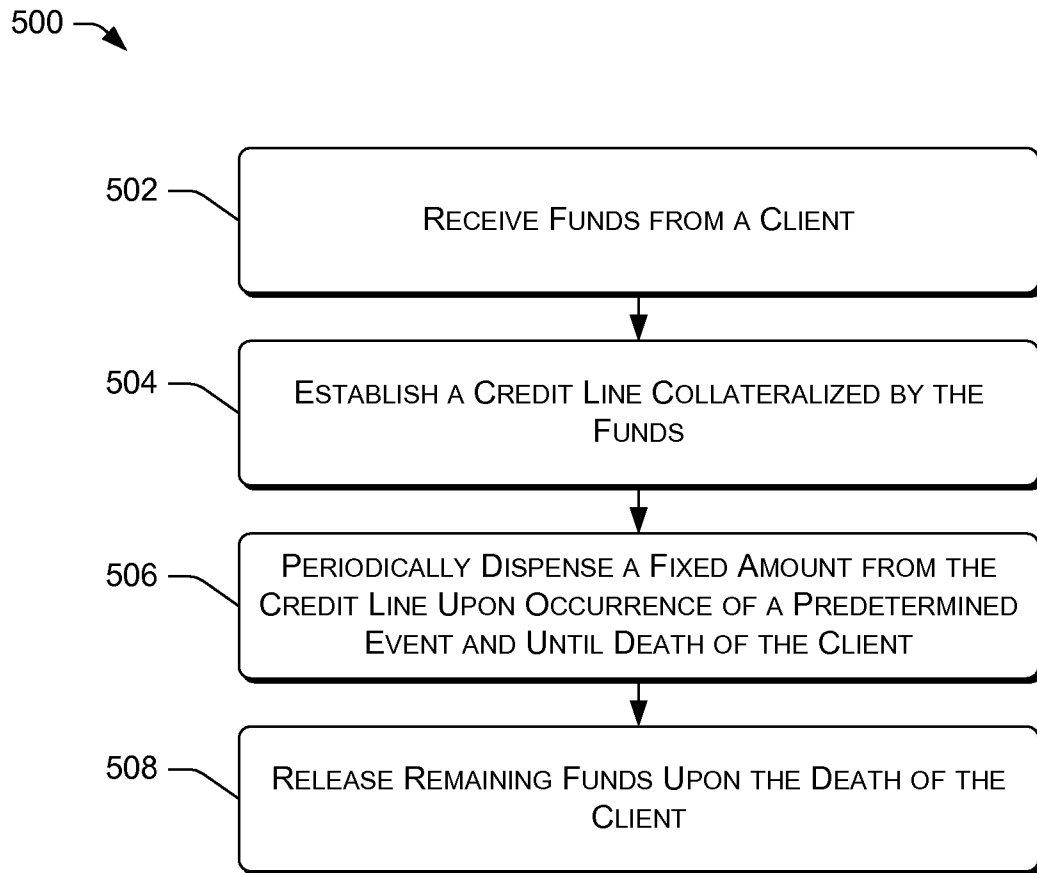 500
502
RECEIVE FUNDS FROM A CLIENT
504
ESTABLISH A CREDIT LINE COLLATERALIZED BY THE
FUNDS
506
PERIODICALLY DISPENSE A FIXED AMOUNT FROM THE
CREDIT LINE UPON OCCURRENCE OF A PREDETERMINED
EVENT AND UNTIL DEATH OF THE CLIENT
508
RELEASE REMAINING FUNDS UPON THE DEATH OF THE
CLIENT